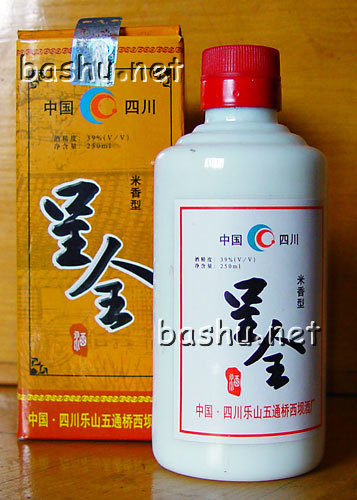 bashu.net
中国 四川
酒精度：39%(V/V)
净含量：250ml
米香型
呈全
酒
中国·四川乐山五通桥西坝
中国 四川
酒精度：39%(V/V)
净含量：250ml
米香型
呈全
酒
bashu.net
中国·四川乐山五通桥西坝酒厂